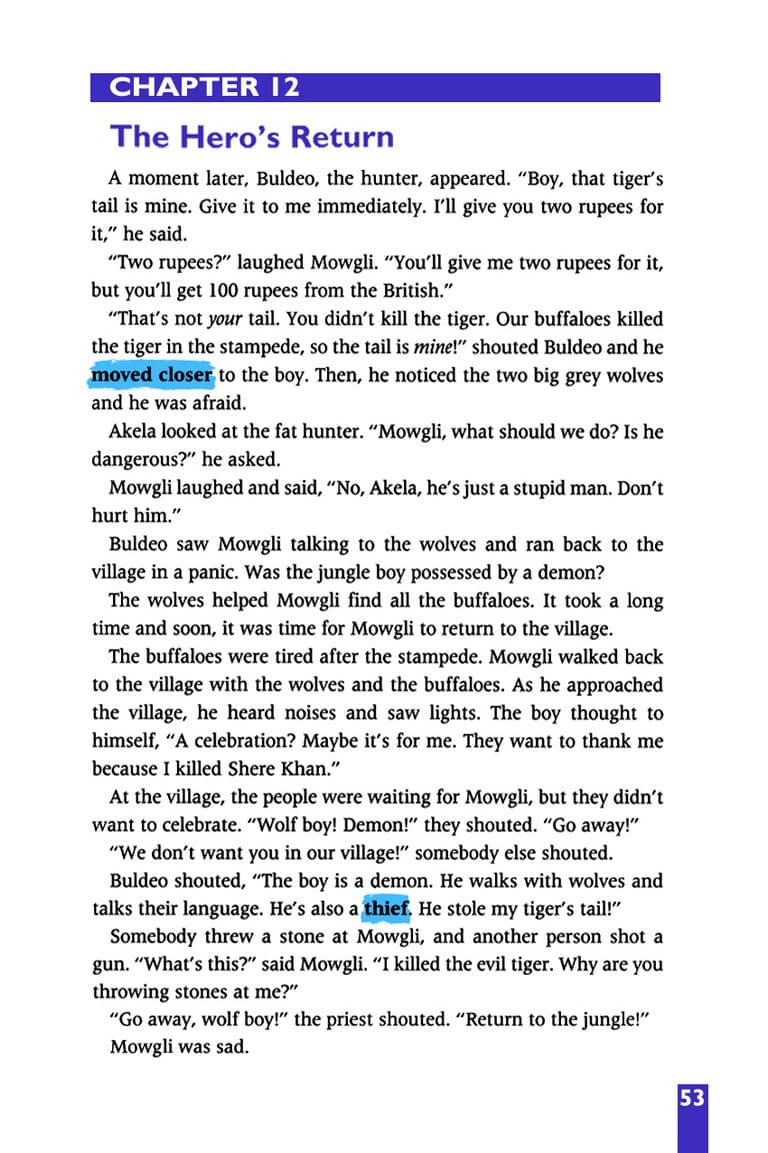 CHAPTER 12
The Hero's Return
A moment later, Buldeo, the hunter, appeared. “Boy, that tiger's
tail is mine. Give it to me immediately. I'll give you two rupees for
it,” he said.
“Two rupees?” laughed Mowgli. “You'll give me two rupees for it,
but you'll get 100 rupees from the British.”
“That's not your tail. You didn't kill the tiger. Our buffaloes killed
the tiger in the stampede, so the tail is mine!” shouted Buldeo and he
moved closer to the boy. Then, he noticed the two big grey wolves
and he was afraid.
Akela looked at the fat hunter. “Mowgli, what should we do? Is he
dangerous?” he asked.
Mowgli laughed and said, “No, Akela, he's just a stupid man. Don't
hurt him.”
Buldeo saw Mowgli talking to the wolves and ran back to the
village in a panic. Was the jungle boy possessed by a demon?
The wolves helped Mowgli find all the buffaloes. It took a long
time and soon, it was time for Mowgli to return to the village.
The buffaloes were tired after the stampede. Mowgli walked back
to the village with the wolves and the buffaloes. As he approached
the village, he heard noises and saw lights. The boy thought to
himself, “A celebration? Maybe it's for me. They want to thank me
because I killed Shere Khan.”
At the village, the people were waiting for Mowgli, but they didn't
want to celebrate. “Wolf boy! Demon!” they shouted. “Go away!”
“We don't want you in our village!” somebody else shouted.
Buldeo shouted, “The boy is a demon. He walks with wolves and
talks their language. He's also a thief. He stole my tiger's tail!”
Somebody threw a stone at Mowgli, and another person shot a
gun. “What's this?” said Mowgli. “I killed the evil tiger. Why are you
throwing stones at me?”
“Go away, wolf boy!” the priest shouted. “Return to the jungle!”
Mowgli was sad.
53